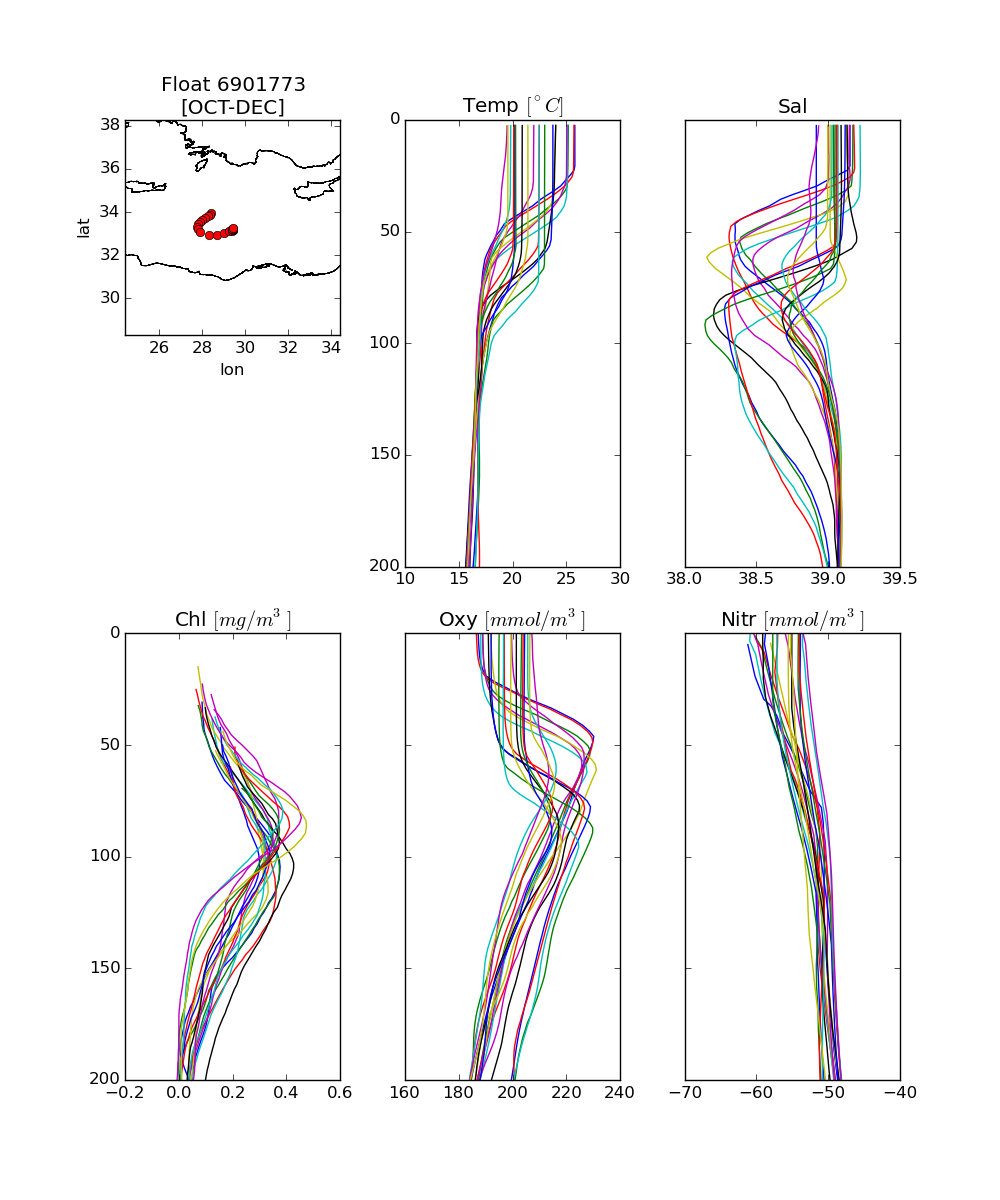 Float 6901773
[OCT-DEC]
38
36
34
32
30
lat
26 28 30 32 34
lon
Temp [°C]
0
50
100
150
200
10 15 20 25 30
Sal
38.0 38.5 39.0 39.5
Chl [mg/m³]
0
50
100
150
200
−0.2 0.0 0.2 0.4 0.6
Oxy [mmol/m³]
160 180 200 220 240
Nitr [mmol/m³]
−70 −60 −50 −40